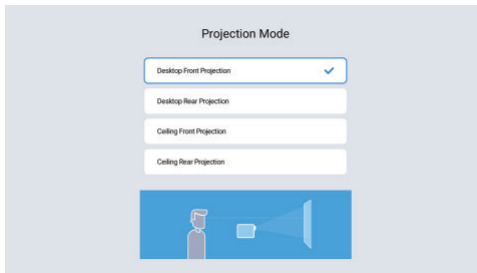 Projection Mode
Desktop Front Projection
Desktop Rear Projection
Ceiling Front Projection
Ceiling Rear Projection